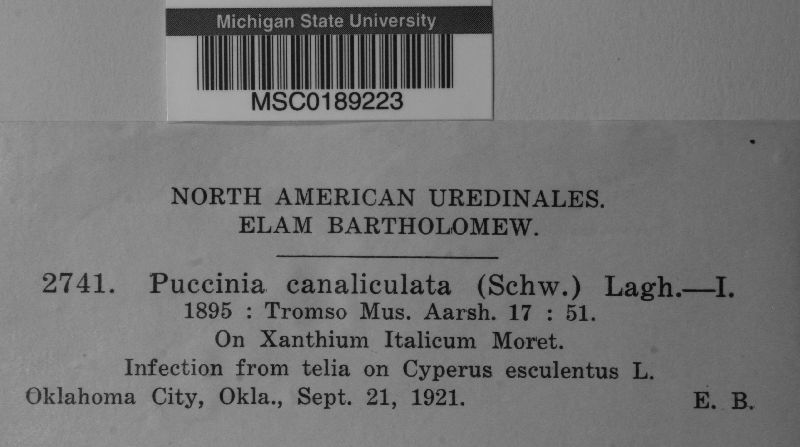 Michigan State University
MSC0189223
NORTH AMERICAN UREDINALES.
ELAM BARTHOLOMEW.
2741. Puccinia canaliculata (Schw.) Lagh.—I.
1895 : Tromso Mus. Aarsh. 17 : 51.
On Xanthium Italicum Moret.
Infection from telia on Cyperus esculentus L.
Oklahoma City, Okla., Sept. 21, 1921. E. B.